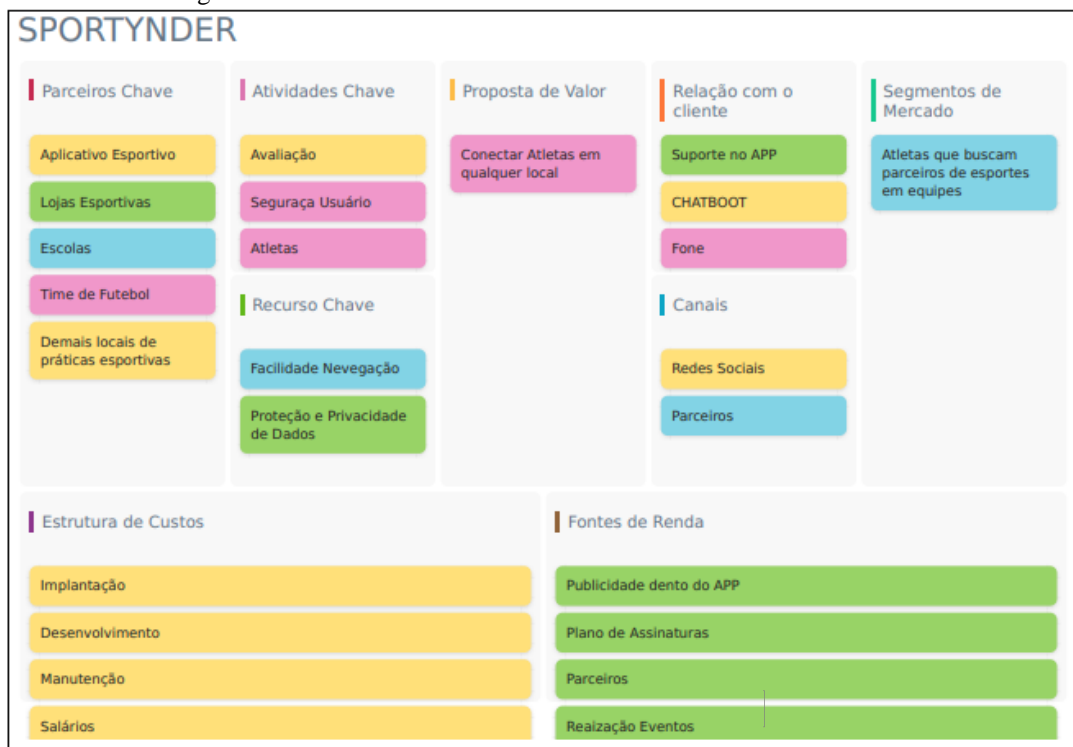 SPORTYNDER
Parceiros Chave
Aplicativo Esportivo
Lojas Esportivas
Escolas
Time de Futebol
Demais locais de
práticas esportivas
Atividades Chave
Avaliação
Seguraça Usuário
Atletas
Recurso Chave
Facilidade Nevegação
Proteção e Privacidade
de Dados
Proposta de Valor
Conectar Atletas em
qualquer local
Relação com o
cliente
Suporte no APP
CHATBOOT
Fone
Canais
Redes Sociais
Parceiros
Segmentos de
Mercado
Atletas que buscam
parceiros de esportes
em equipes
Estrutura de Custos
Implantação
Desenvolvimento
Manutenção
Salários
Fontes de Renda
Publicidade dento do APP
Plano de Assinaturas
Parceiros
Reaização Eventos